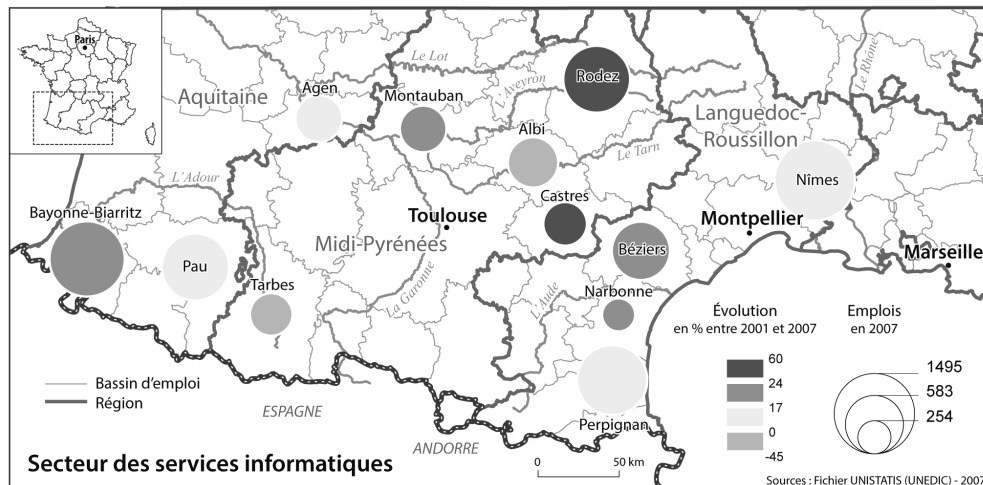 Paris
Le Lot
Le Rhône
Rodez
Agen
Aquitaine
Montauban
L'Aveyron
Languedoc-
Roussillon
Albi
Le Tarn
L'Adour
Nîmes
Castres
Bayonne-Biarritz
Toulouse
Montpellier
Midi-Pyrénées
Béziers
Marseille
Pau
Tarbes
La Garonne
L'Aude
Narbonne
Évolution
en % entre 2001 et 2007
60
24
17
0
-45
Emplois
en 2007
1495
583
254
Bassin d'emploi
Région
ESPAGNE
ANDORRE
Perpignan
Secteur des services informatiques
0
50 km
Sources : Fichier UNISTATIS (UNEDIC) - 2007